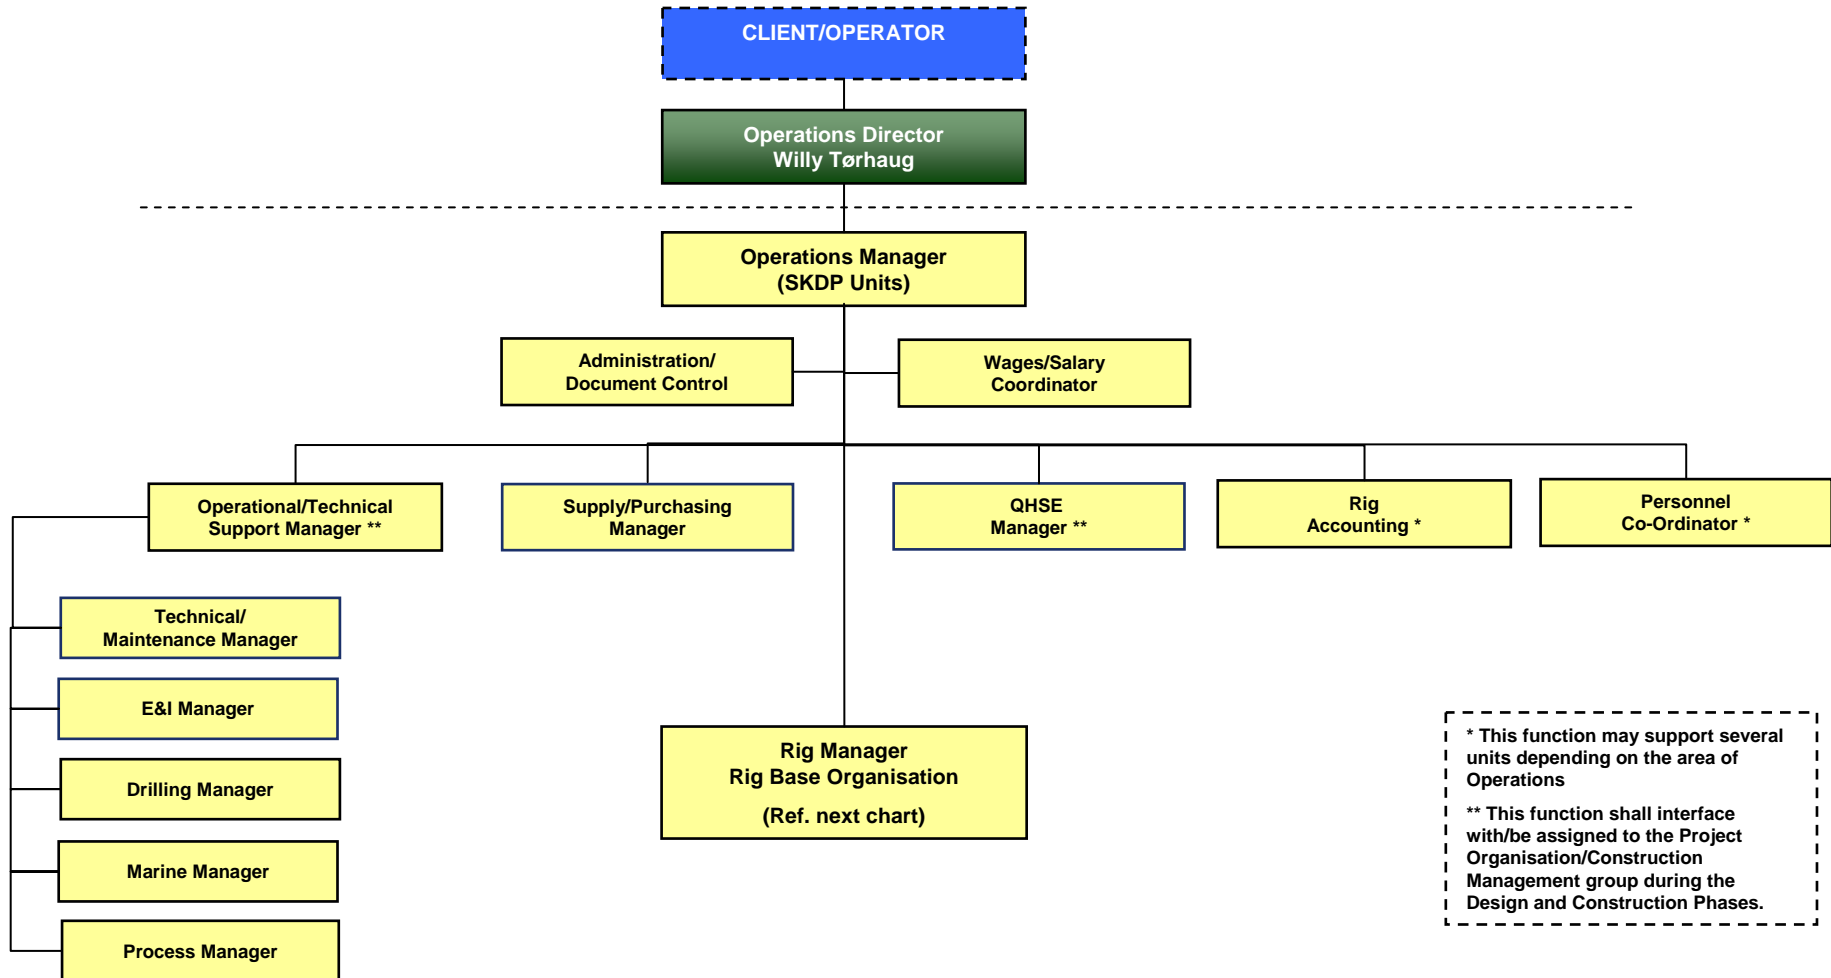 CLIENT/OPERATOR
Operations Director
Willy Tørhaug
Operations Manager
(SKDP Units)
Administration/
Document Control
Wages/Salary
Coordinator
Operational/Technical
Support Manager **
Supply/Purchasing
Manager
QHSE
Manager **
Rig
Accounting *
Personnel
Co-Ordinator *
Technical/
Maintenance Manager
E&I Manager
Drilling Manager
Marine Manager
Process Manager
Rig Manager
Rig Base Organisation
(Ref. next chart)
* This function may support several
units depending on the area of
Operations
** This function shall interface
with/be assigned to the Project
Organisation/Construction
Management group during the
Design and Construction Phases.